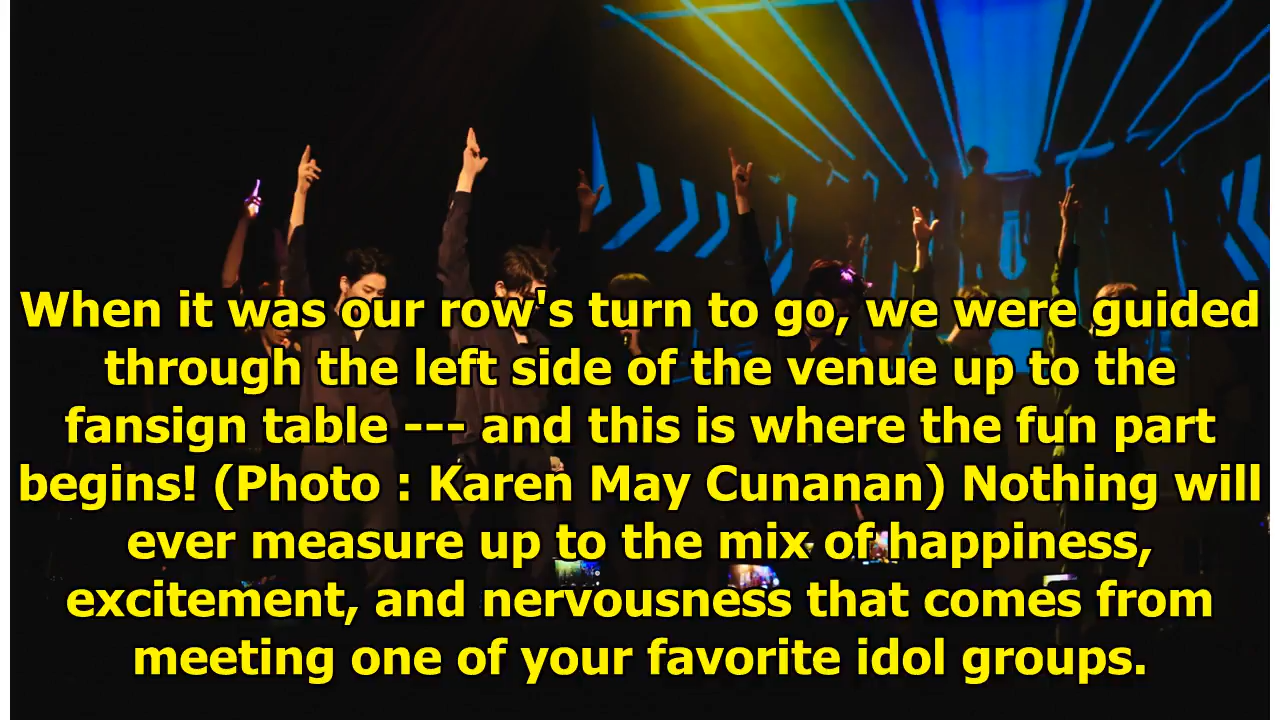 When it was our row's turn to go, we were guided
through the left side of the venue up to the
fansign table --- and this is where the fun part
begins! (Photo : Karen May Cunanan) Nothing will
ever measure up to the mix of happiness,
excitement, and nervousness that comes from
meeting one of your favorite idol groups.